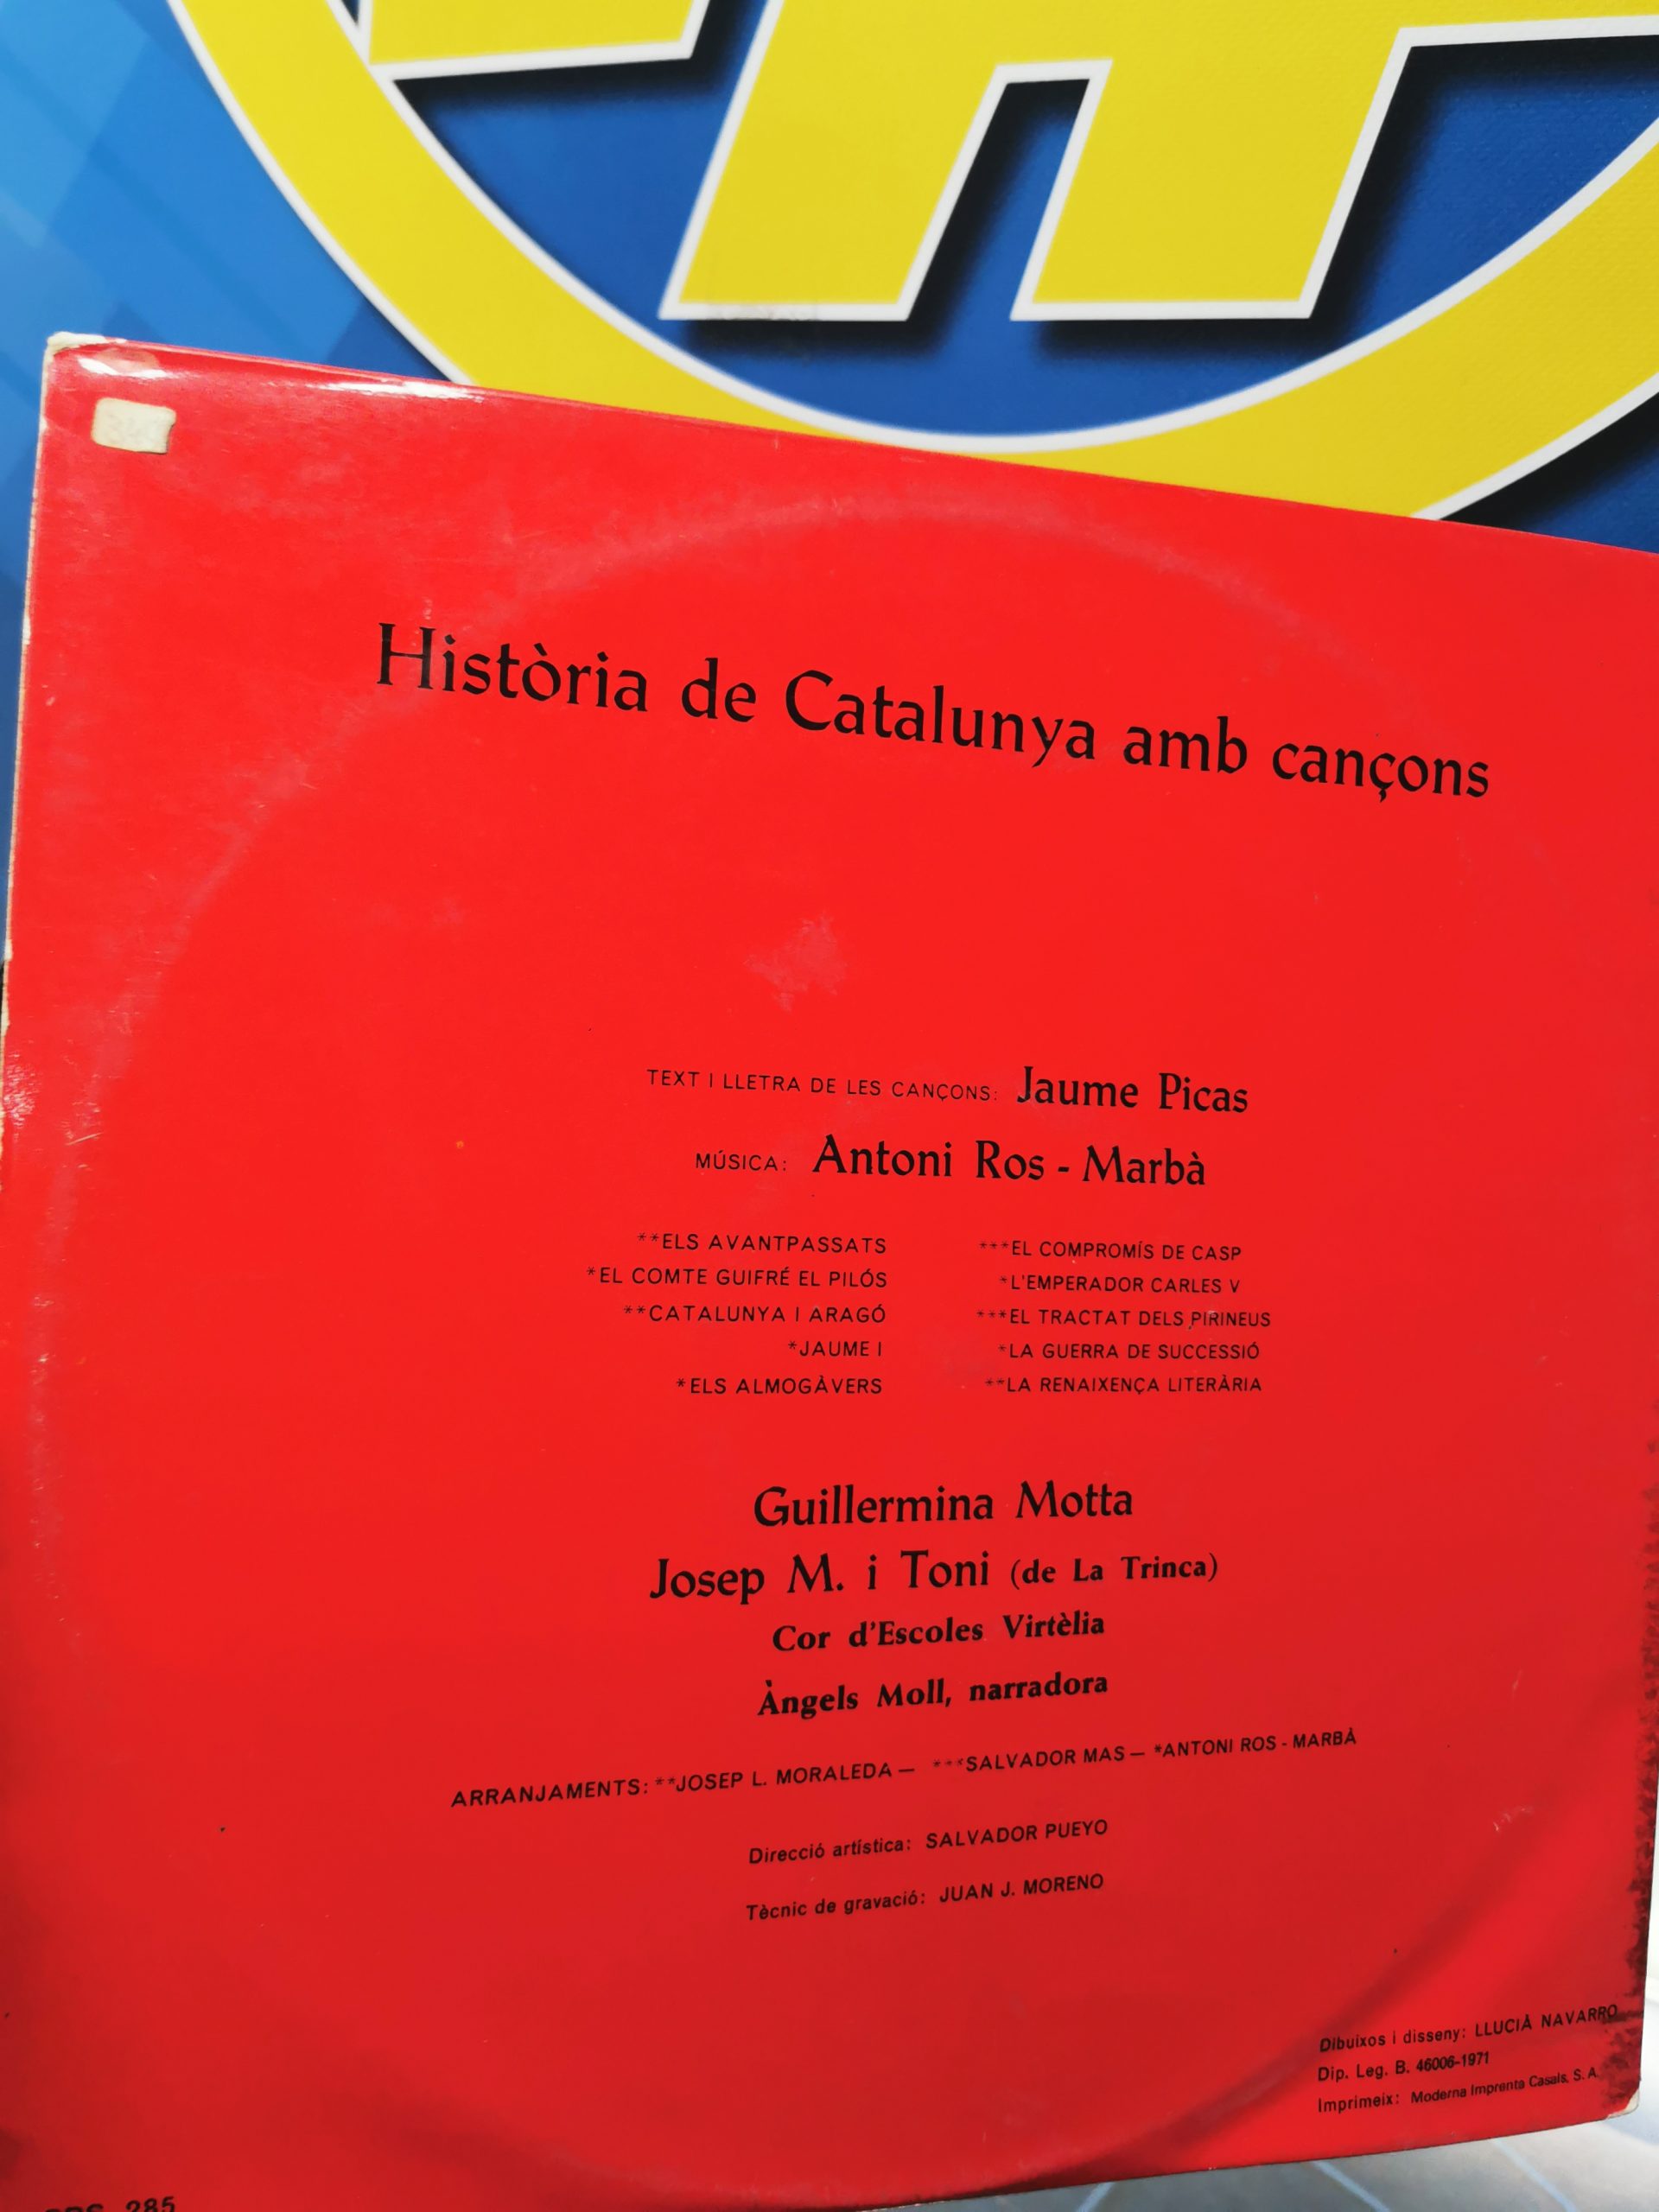 Història de Catalunya amb cançons
TEXT I LLETRA DE LES CANÇONS: Jaume Picas
MÚSICA: Antoni Ros - Marbà
**ELS AVANTPASSATS
*EL COMTE GUIFRÉ EL PILÓS
**CATALUNYA I ARAGÓ
*JAUME I
*ELS ALMOGÀVERS
***EL COMPROMÍS DE CASP
*L'EMPERADOR CARLES V
***EL TRACTAT DELS PIRINEUS
*LA GUERRA DE SUCCESSIÓ
**LA RENAIXENÇA LITERÀRIA
Guillermina Motta
Josep M. i Toni (de La Trinca)
Cor d'Escoles Virtèlia
Àngels Moll, narradora
ARRANJAMENTS: **JOSEP L. MORALEDA — ***SALVADOR MAS — *ANTONI ROS - MARBÀ
Direcció artística: SALVADOR PUEYO
Tècnic de gravació: JUAN J. MORENO
Dibuixos i disseny: LLUCIÀ NAVARRO
Dip. Leg. B. 46006-1971
Imprimeix: Moderna Imprenta Casals, S. A.
285